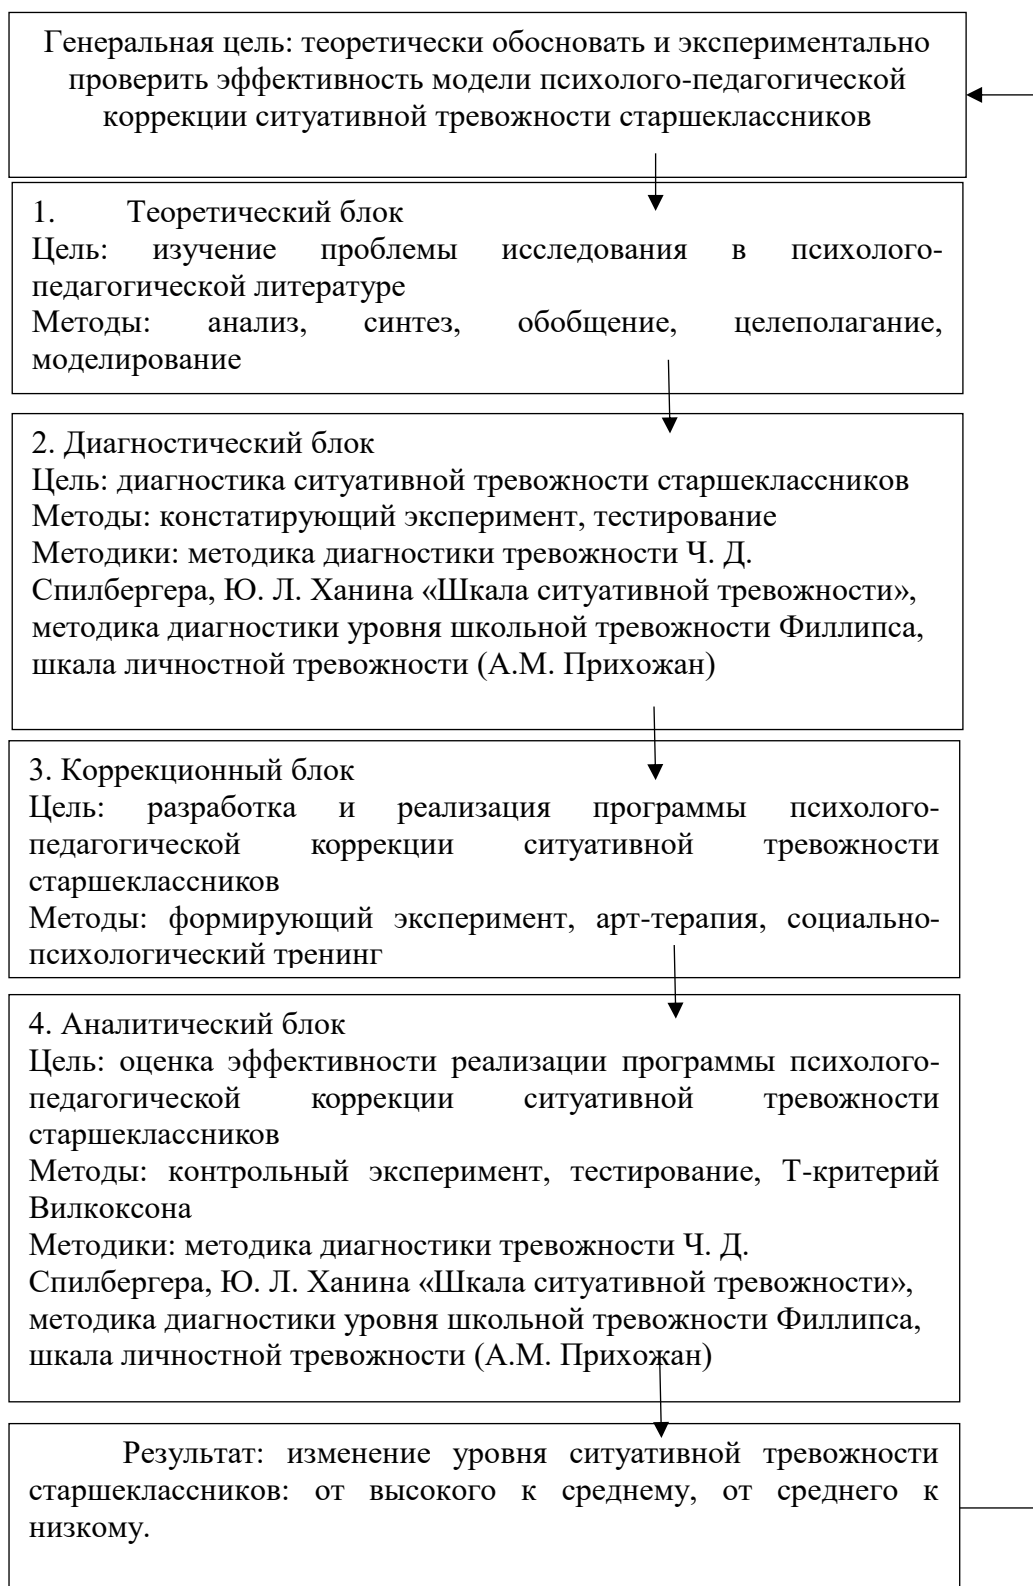 Генеральная цель: теоретически обосновать и экспериментально
проверить эффективность модели психолого-педагогической
коррекции ситуативной тревожности старшеклассников
1. Теоретический блок
Цель: изучение проблемы исследования в психолого-
педагогической литературе
Методы: анализ, синтез, обобщение, целеполагание,
моделирование
2. Диагностический блок
Цель: диагностика ситуативной тревожности старшеклассников
Методы: констатирующий эксперимент, тестирование
Методики: методика диагностики тревожности Ч. Д.
Спилбергера, Ю. Л. Ханина «Шкала ситуативной тревожности»,
методика диагностики уровня школьной тревожности Филлипса,
шкала личностной тревожности (А.М. Прихожан)
3. Коррекционный блок
Цель: разработка и реализация программы психолого-
педагогической коррекции ситуативной тревожности
старшеклассников
Методы: формирующий эксперимент, арт-терапия, социально-
психологический тренинг
4. Аналитический блок
Цель: оценка эффективности реализации программы психолого-
педагогической коррекции ситуативной тревожности
старшеклассников
Методы: контрольный эксперимент, тестирование, Т-критерий
Вилкоксона
Методики: методика диагностики тревожности Ч. Д.
Спилбергера, Ю. Л. Ханина «Шкала ситуативной тревожности»,
методика диагностики уровня школьной тревожности Филлипса,
шкала личностной тревожности (А.М. Прихожан)
Результат: изменение уровня ситуативной тревожности
старшеклассников: от высокого к среднему, от среднего к
низкому.